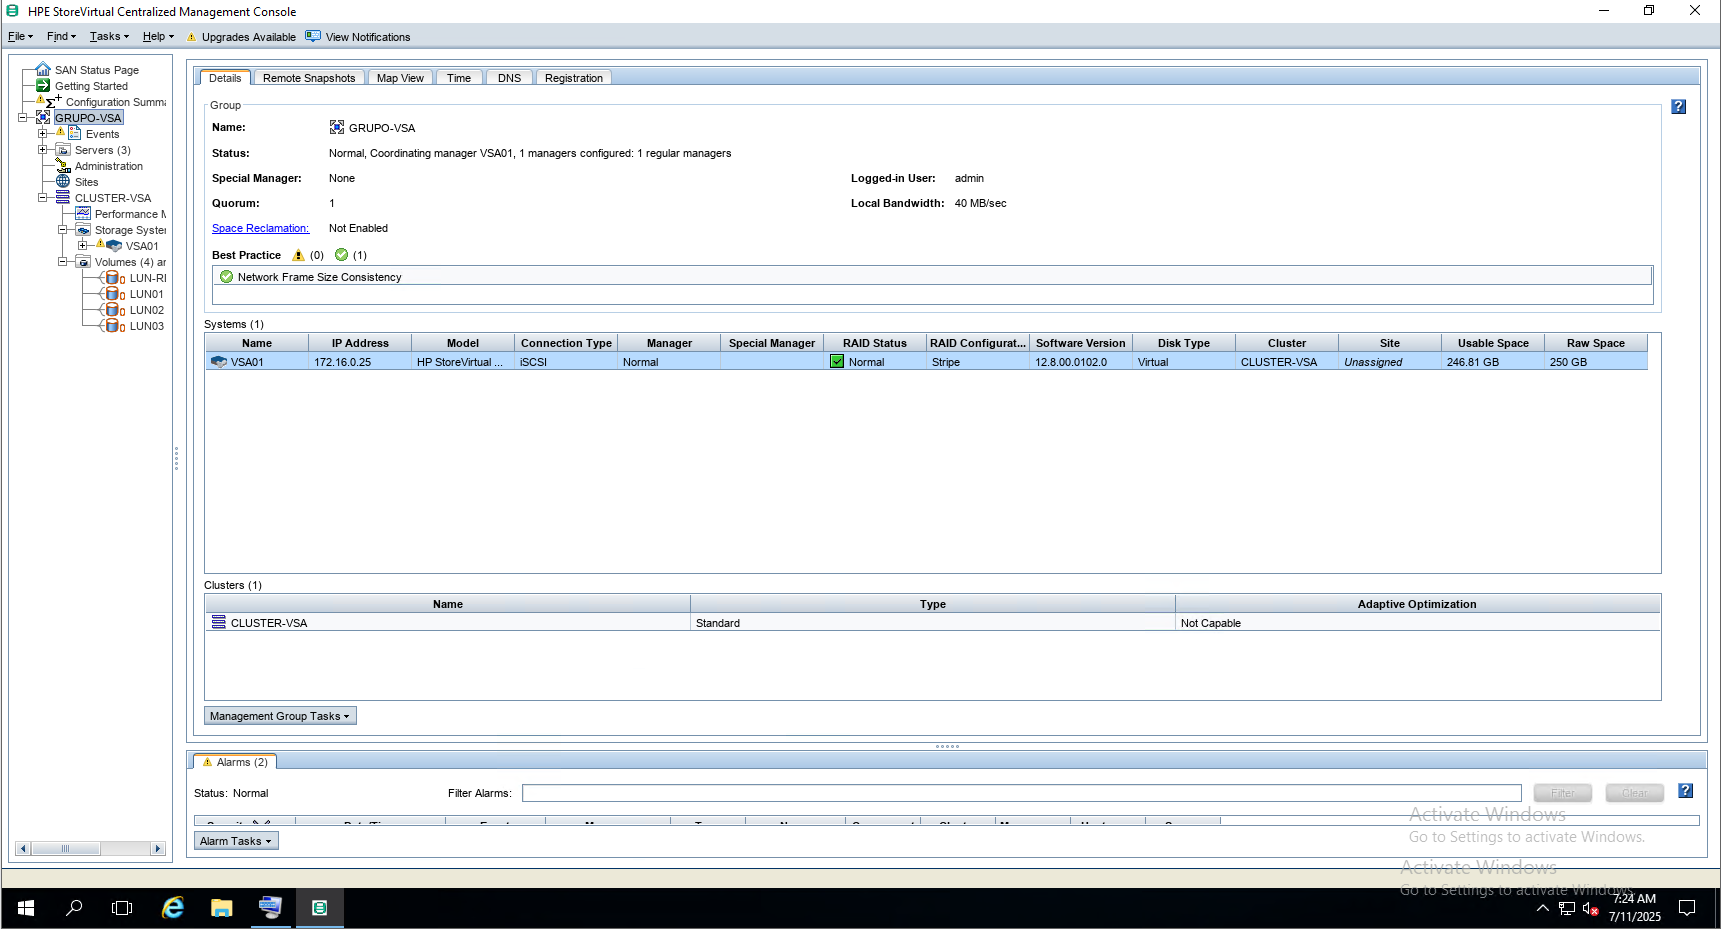 HPE StoreVirtual Centralized Management Console
File Find Tasks Help Upgrades Available View Notifications
SAN Status Page
Getting Started
Configuration Summa
GRUPO-VSA
Events
Servers (3)
Administration
Sites
CLUSTER-VSA
Performance M
Storage Syster
VSA01
Volumes (4) ar
LUN-RI
LUN01
LUN02
LUN03
Details Remote Snapshots Map View Time DNS Registration
Group
Name: GRUPO-VSA
Status: Normal, Coordinating manager VSA01, 1 managers configured: 1 regular managers
Special Manager: None Logged-in User: admin
Quorum: 1 Local Bandwidth: 40 MB/sec
Space Reclamation: Not Enabled
Best Practice (0) (1)
Network Frame Size Consistency
Systems (1)
Name IP Address Model Connection Type Manager Special Manager RAID Status RAID Configurat... Software Version Disk Type Cluster Site Usable Space Raw Space
VSA01 172.16.0.25 HP StoreVirtual ... iSCSI Normal Normal Stripe 12.8.00.0102.0 Virtual CLUSTER-VSA Unassigned 246.81 GB 250 GB
Clusters (1)
Name Type Adaptive Optimization
CLUSTER-VSA Standard Not Capable
Management Group Tasks
Alarms (2)
Status: Normal Filter Alarms: Filter Clear
Alarm Tasks
Activate Windows
Go to Settings to activate Windows.
Activate Windows
Go to Settings to activate Windows.
7:24 AM
7/11/2025